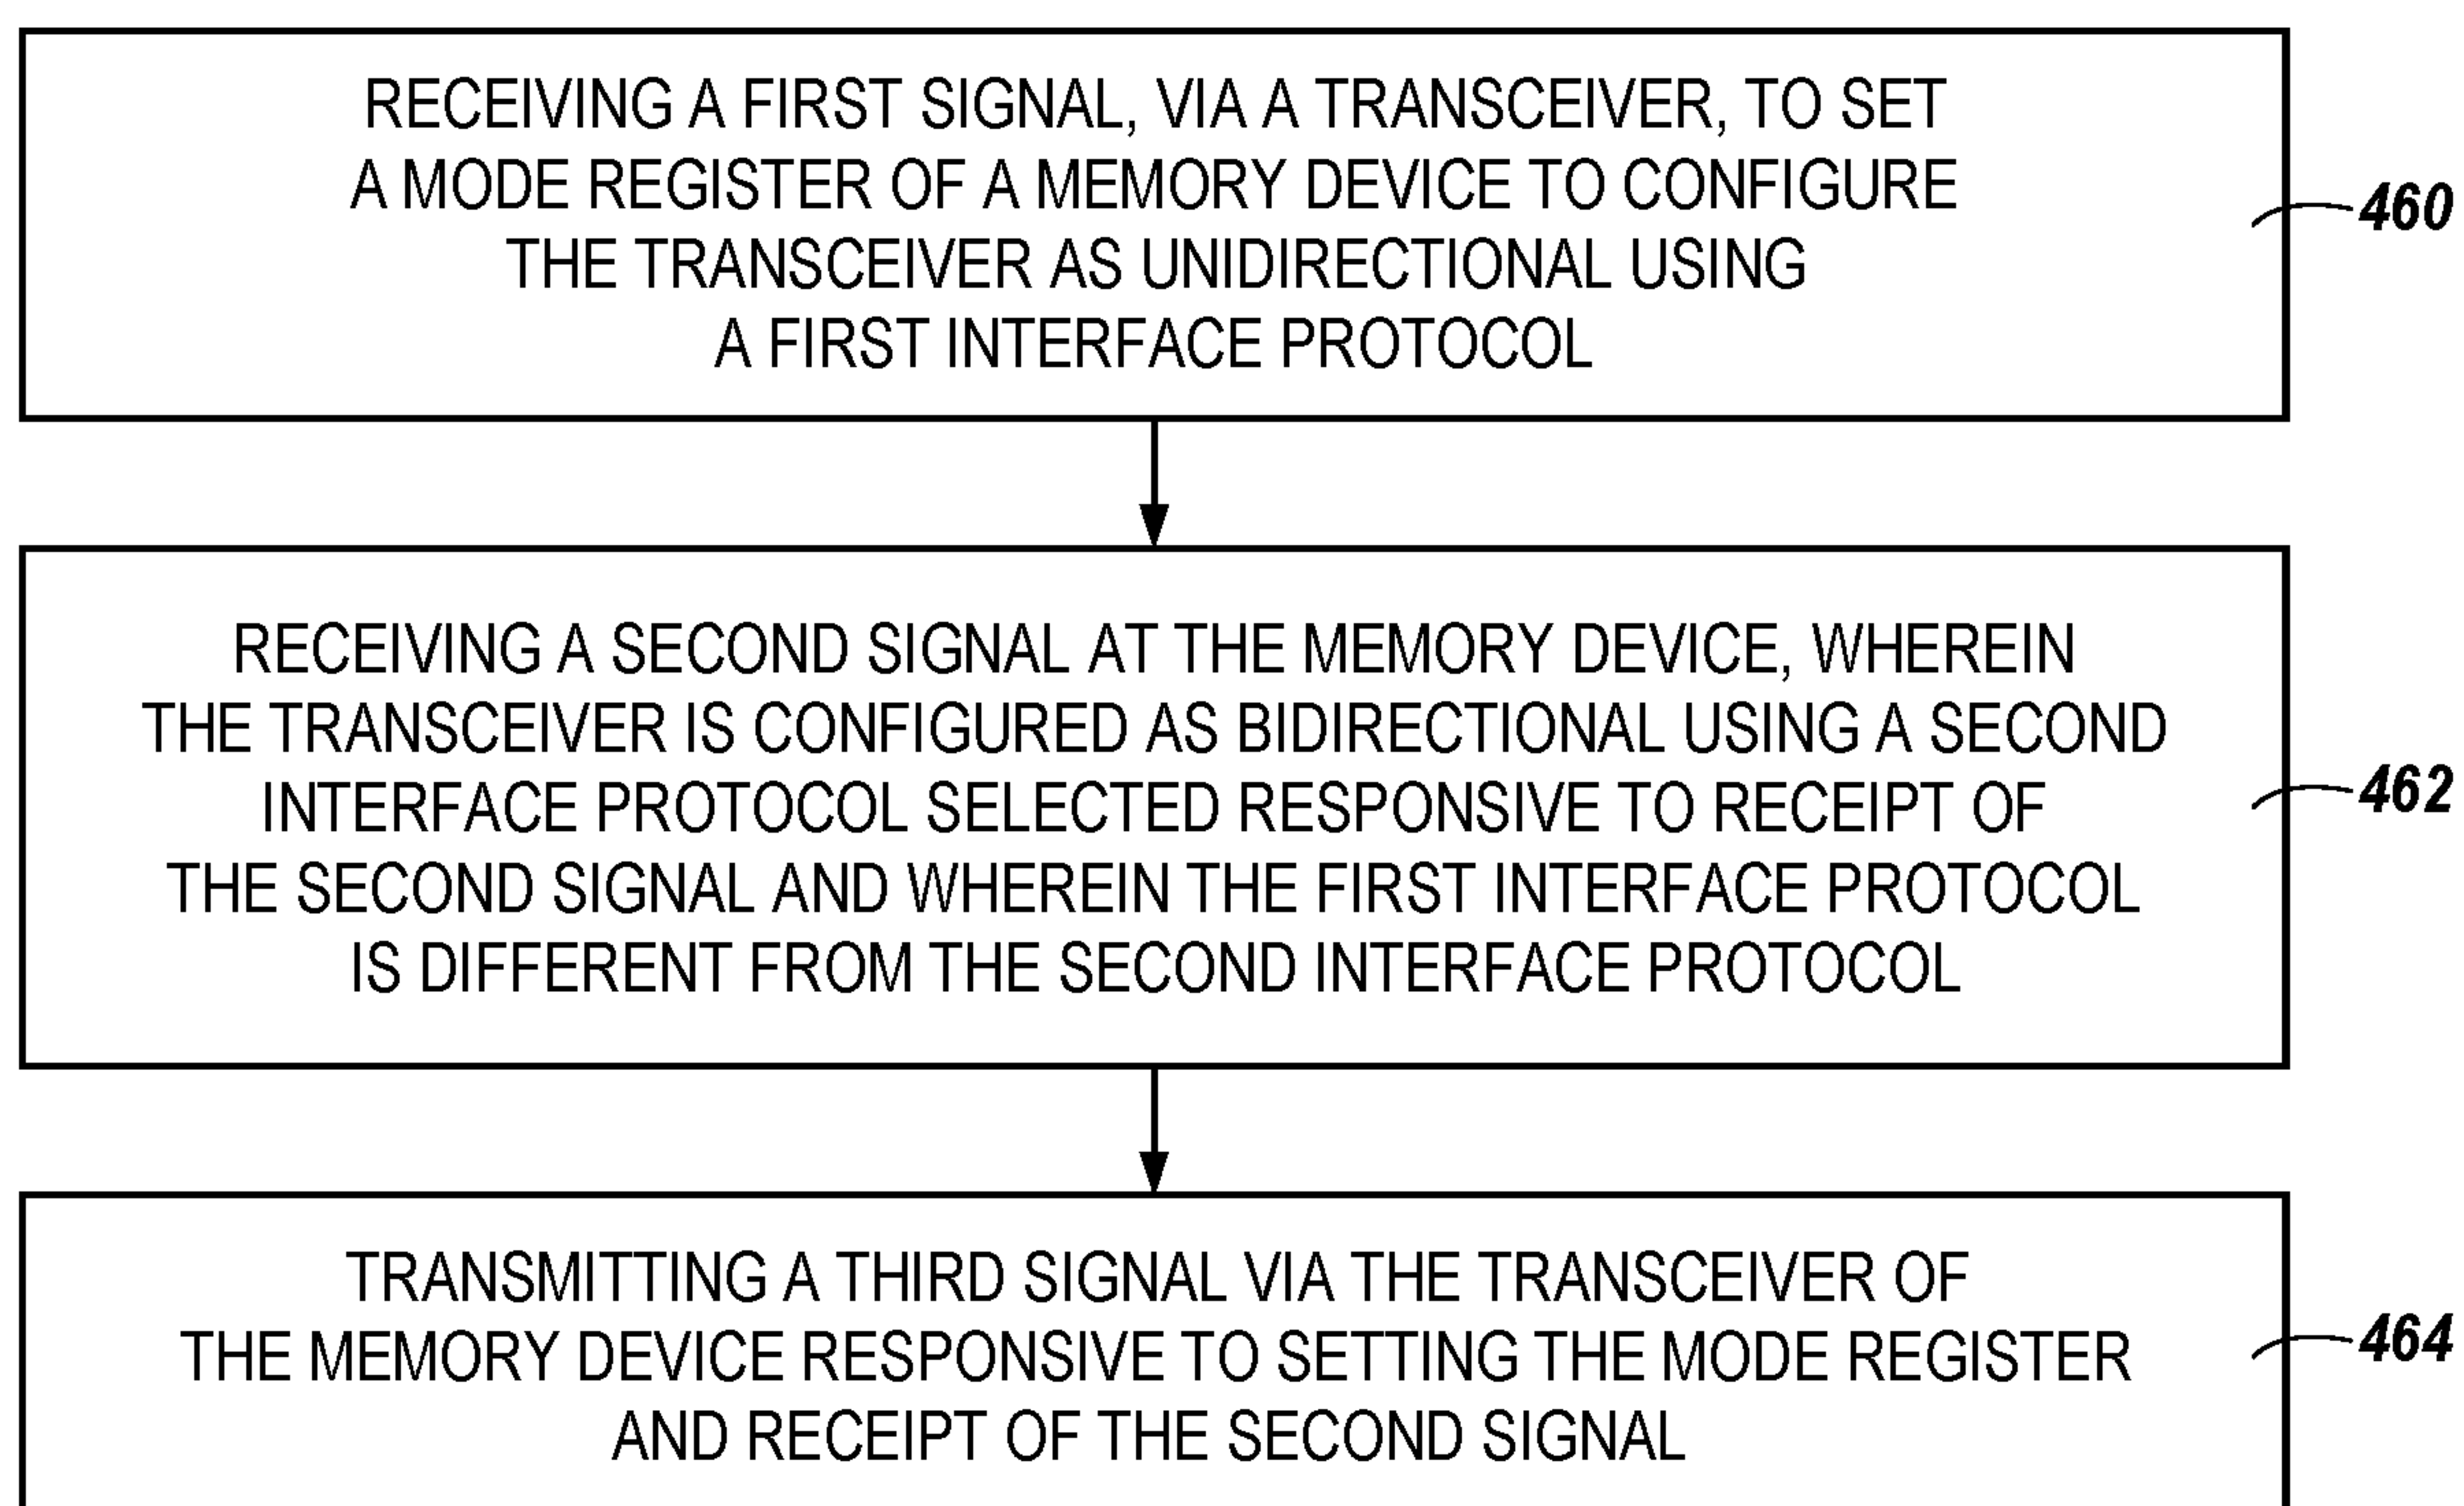 RECEIVING A FIRST SIGNAL, VIA A TRANSCEIVER, TO SET
A MODE REGISTER OF A MEMORY DEVICE TO CONFIGURE
THE TRANSCEIVER AS UNIDIRECTIONAL USING
A FIRST INTERFACE PROTOCOL
460
RECEIVING A SECOND SIGNAL AT THE MEMORY DEVICE, WHEREIN
THE TRANSCEIVER IS CONFIGURED AS BIDIRECTIONAL USING A SECOND
INTERFACE PROTOCOL SELECTED RESPONSIVE TO RECEIPT OF
THE SECOND SIGNAL AND WHEREIN THE FIRST INTERFACE PROTOCOL
IS DIFFERENT FROM THE SECOND INTERFACE PROTOCOL
462
TRANSMITTING A THIRD SIGNAL VIA THE TRANSCEIVER OF
THE MEMORY DEVICE RESPONSIVE TO SETTING THE MODE REGISTER
AND RECEIPT OF THE SECOND SIGNAL
464